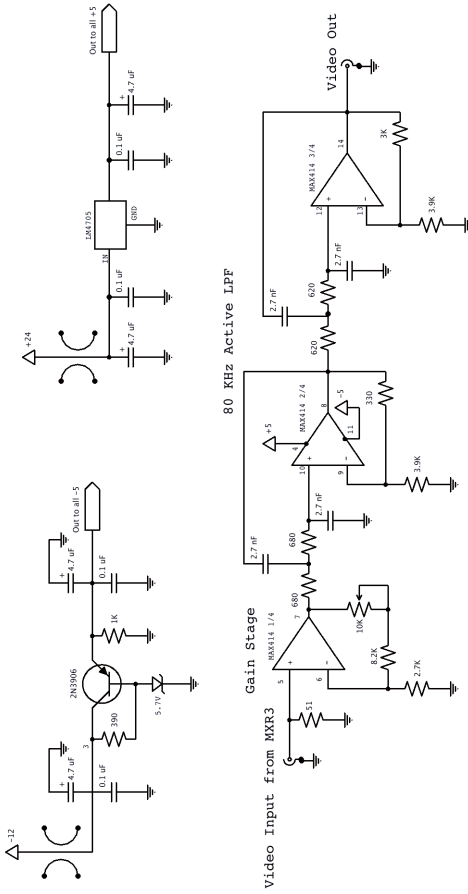 -12
+
4.7 uF
0.1 uF
3
390
2N3906
5.7V
1K
+
4.7 uF
0.1 uF
Out to all -5
+24
+
4.7 uF
0.1 uF
LM4705
IN
GND
0.1 uF
+
4.7 uF
Out to all +5
Video Input from MXR3
Gain Stage
80 KHz Active LPF
Video Out
51
5
6
7
+
-
MAX414 1/4
10K
8.2K
2.7K
680
680
2.7 nF
2.7 nF
+5
4
MAX414 2/4
10
9
8
+
-
-5
11
330
3.9K
620
620
2.7 nF
2.7 nF
MAX414 3/4
12
13
14
+
-
3K
3.9K